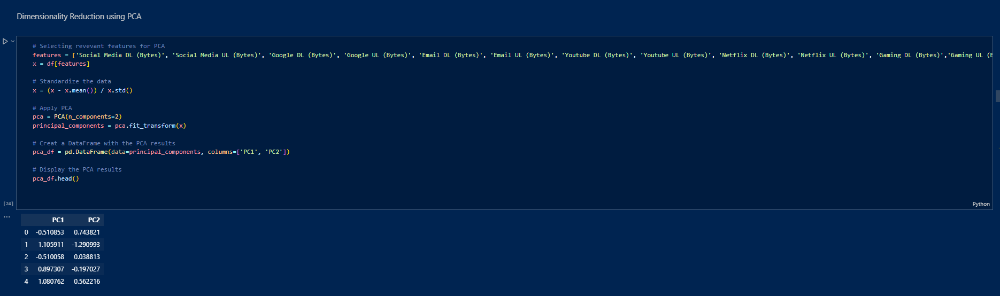 Dimensionality Reduction using PCA
# Selecting revevant features for PCA
features = ['Social Media DL (Bytes)', 'Social Media UL (Bytes)', 'Google DL (Bytes)', 'Google UL (Bytes)', 'Email DL (Bytes)', 'Email UL (Bytes)', 'Youtube DL (Bytes)', 'Youtube UL (Bytes)', 'Netflix DL (Bytes)', 'Netflix UL (Bytes)', 'Gaming DL (Bytes)','Gaming UL (
x = df[features]
# Standardize the data
x = (x - x.mean()) / x.std()
# Apply PCA
pca = PCA(n_components=2)
principal_components = pca.fit_transform(x)
# Creat a DataFrame with the PCA results
pca_df = pd.DataFrame(data=principal_components, columns=['PC1', 'PC2'])
# Display the PCA results
pca_df.head()
[24]
Python
PC1 PC2
0 -0.510853 0.743821
1 1.105911 -1.290993
2 -0.510058 0.038813
3 0.897307 -0.197027
4 1.080762 0.562216